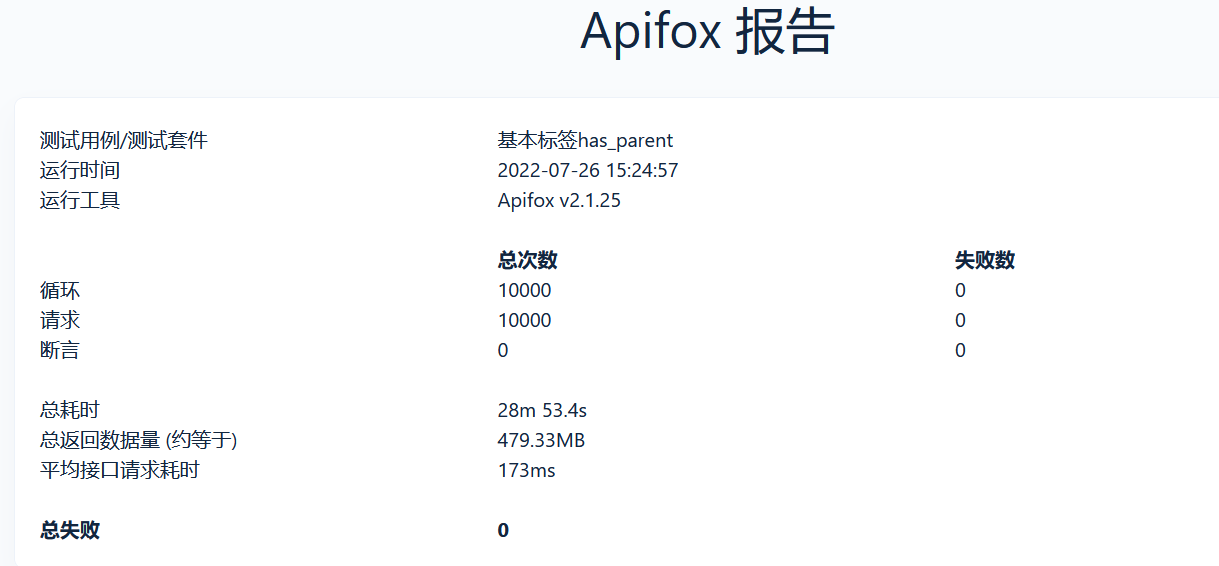 Apifox 报告
测试用例/测试套件 基本标签has_parent
运行时间 2022-07-26 15:24:57
运行工具 Apifox v2.1.25
总次数 失败数
循环 10000 0
请求 10000 0
断言 0 0
总耗时 28m 53.4s
总返回数据量 (约等于) 479.33MB
平均接口请求耗时 173ms
总失败 0